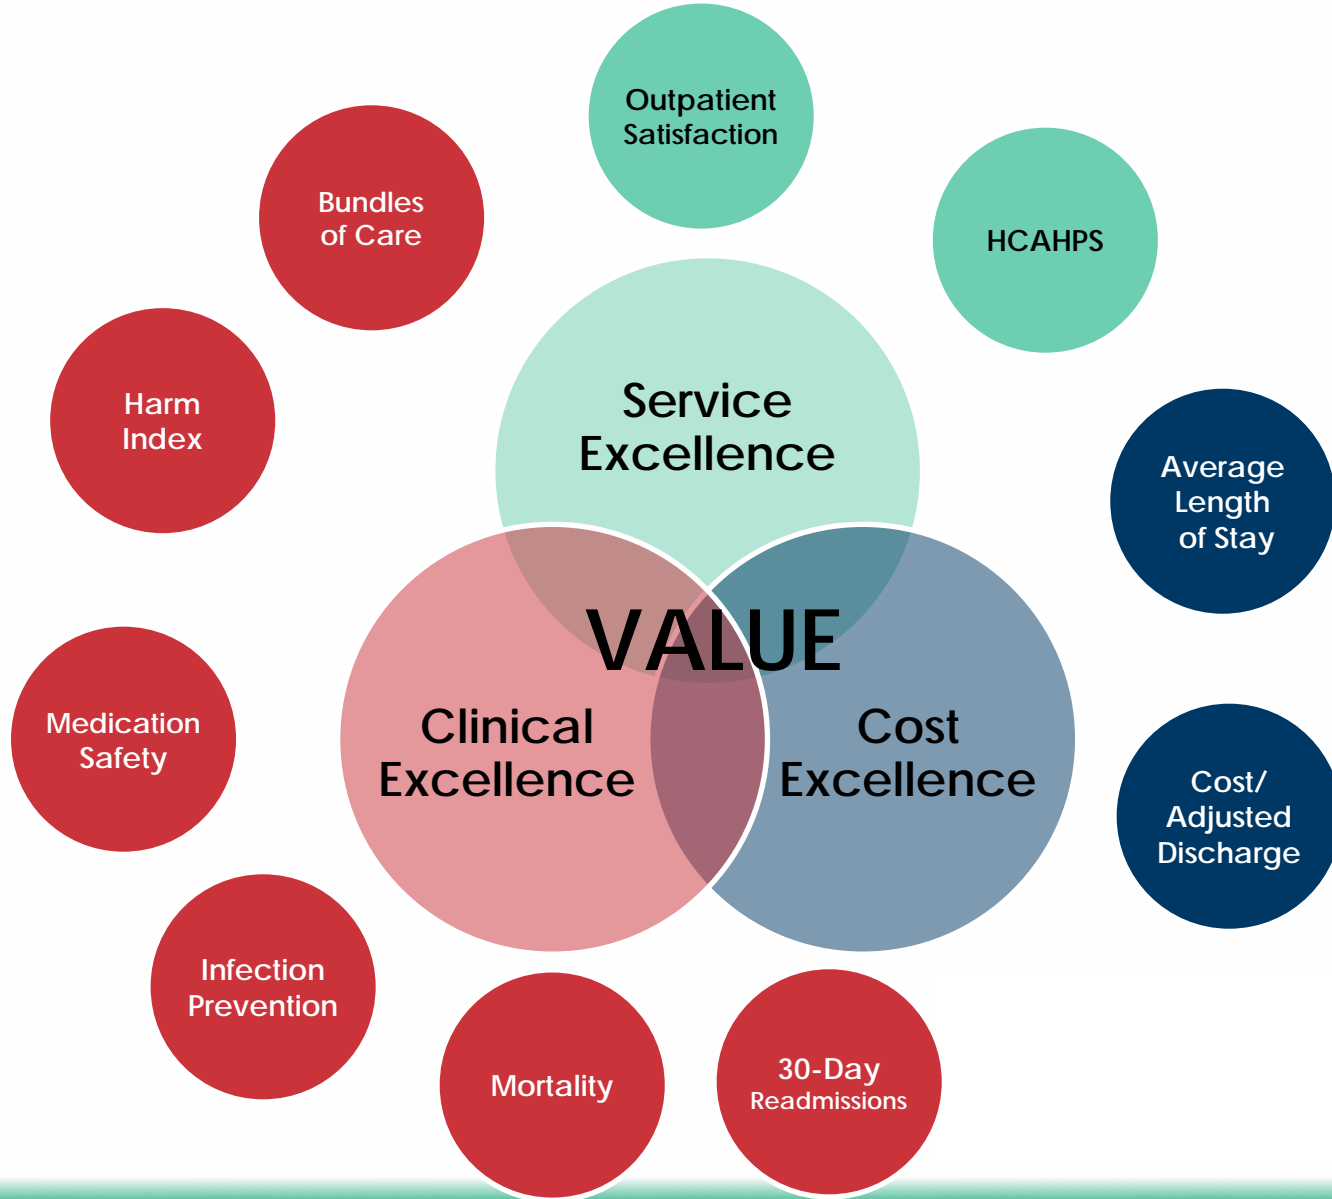 Outpatient
Satisfaction
Bundles
of Care
HCAHPS
Harm
Index
Service
Excellence
Average
Length
of Stay
VALUE
Medication
Safety
Clinical
Excellence
Cost
Excellence
Cost/
Adjusted
Discharge
Infection
Prevention
Mortality
30-Day
Readmissions